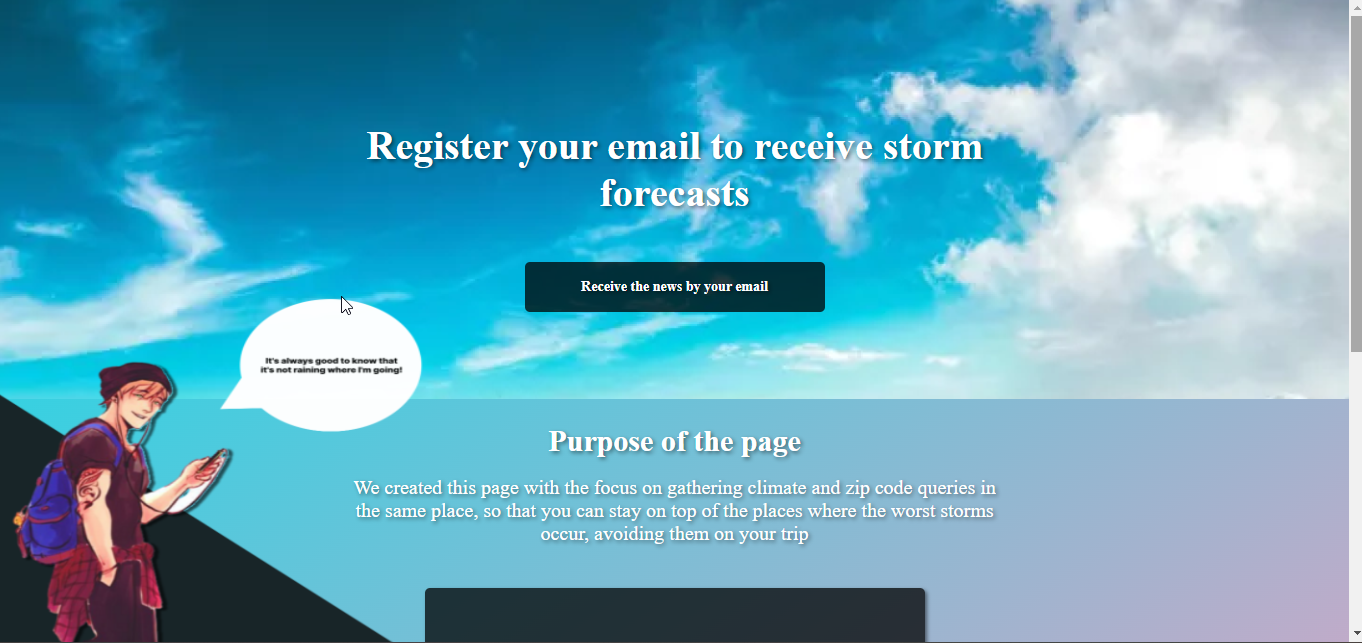 Register your email to receive storm
forecasts
Receive the news by your email
It's always good to know that
it's not raining where I'm going!
Purpose of the page
We created this page with the focus on gathering climate and zip code queries in
the same place, so that you can stay on top of the places where the worst storms
occur, avoiding them on your trip